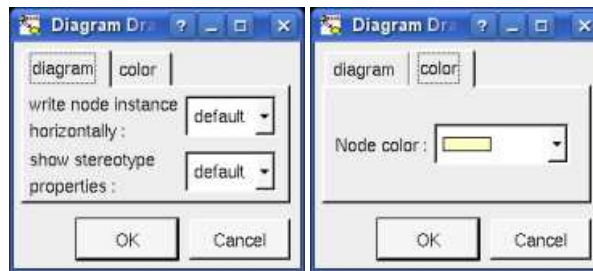 Diagram Dra
diagram color
write node instance
horizontally :
default
show stereotype
properties :
default
OK Cancel
Diagram Dra
diagram color
Node color :
OK Cancel